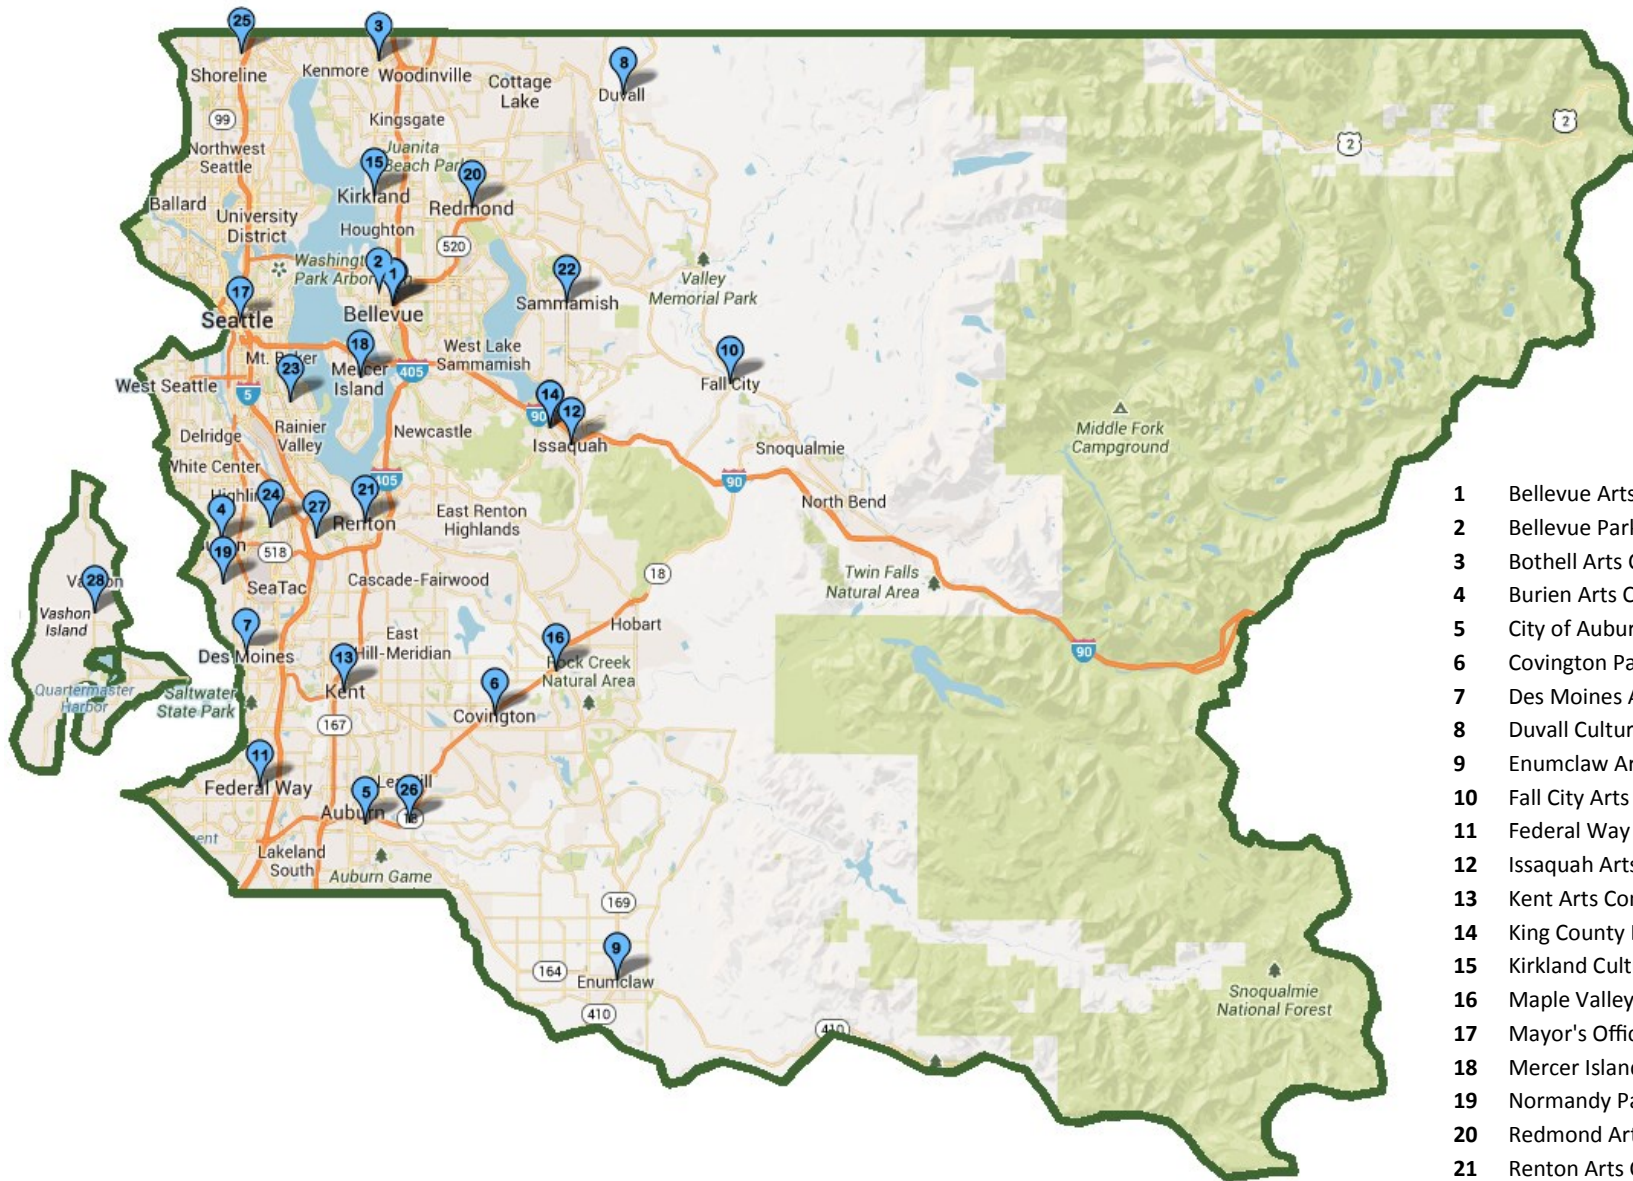 25
3
8
Shoreline
Kenmore
Woodinville
Cottage
Lake
Duvall
99
Kingsgate
Northwest
Seattle
Juanita
Beach Par
15
Kirkland
20
Redmond
Ballard
University
District
Houghton
520
Washingt
Park Arbor
2
1
22
Sammamish
Valley
Memorial Park
17
Seattle
Bellevue
18
Mercer
Island
West Lake
Sammamish
10
Fall City
Mt.
23
405
West Seattle
5
14
12
90
Issaquah
Rainier
Valley
Newcastle
Delridge
Snoqualmie
White Center
Middle Fork
Campground
2
2
405
90
North Bend
Highlin
24
27
21
Renton
East Renton
Highlands
4
19
518
SeaTac
Cascade-Fairwood
18
Twin Falls
Natural Area
28
Vashon
Island
7
Des Moines
East
Hill-Meridian
13
Kent
16
Hobart
Rock Creek
Natural Area
90
Quartermaster
Harbor
Saltwater
State Park
6
Covington
167
11
Federal Way
5
Auburn
26
18
Lakeland
South
Auburn Game
169
9
Enumclaw
164
410
410
Snoqualmie
National Forest
1 Bellevue Arts
2 Bellevue Park
3 Bothell Arts C
4 Burien Arts C
5 City of Aubur
6 Covington Pa
7 Des Moines A
8 Duvall Cultur
9 Enumclaw Ar
10 Fall City Arts
11 Federal Way
12 Issaquah Arts
13 Kent Arts Co
14 King County
15 Kirkland Cult
16 Maple Valley
17 Mayor's Offic
18 Mercer Island
19 Normandy Pa
20 Redmond Art
21 Renton Arts